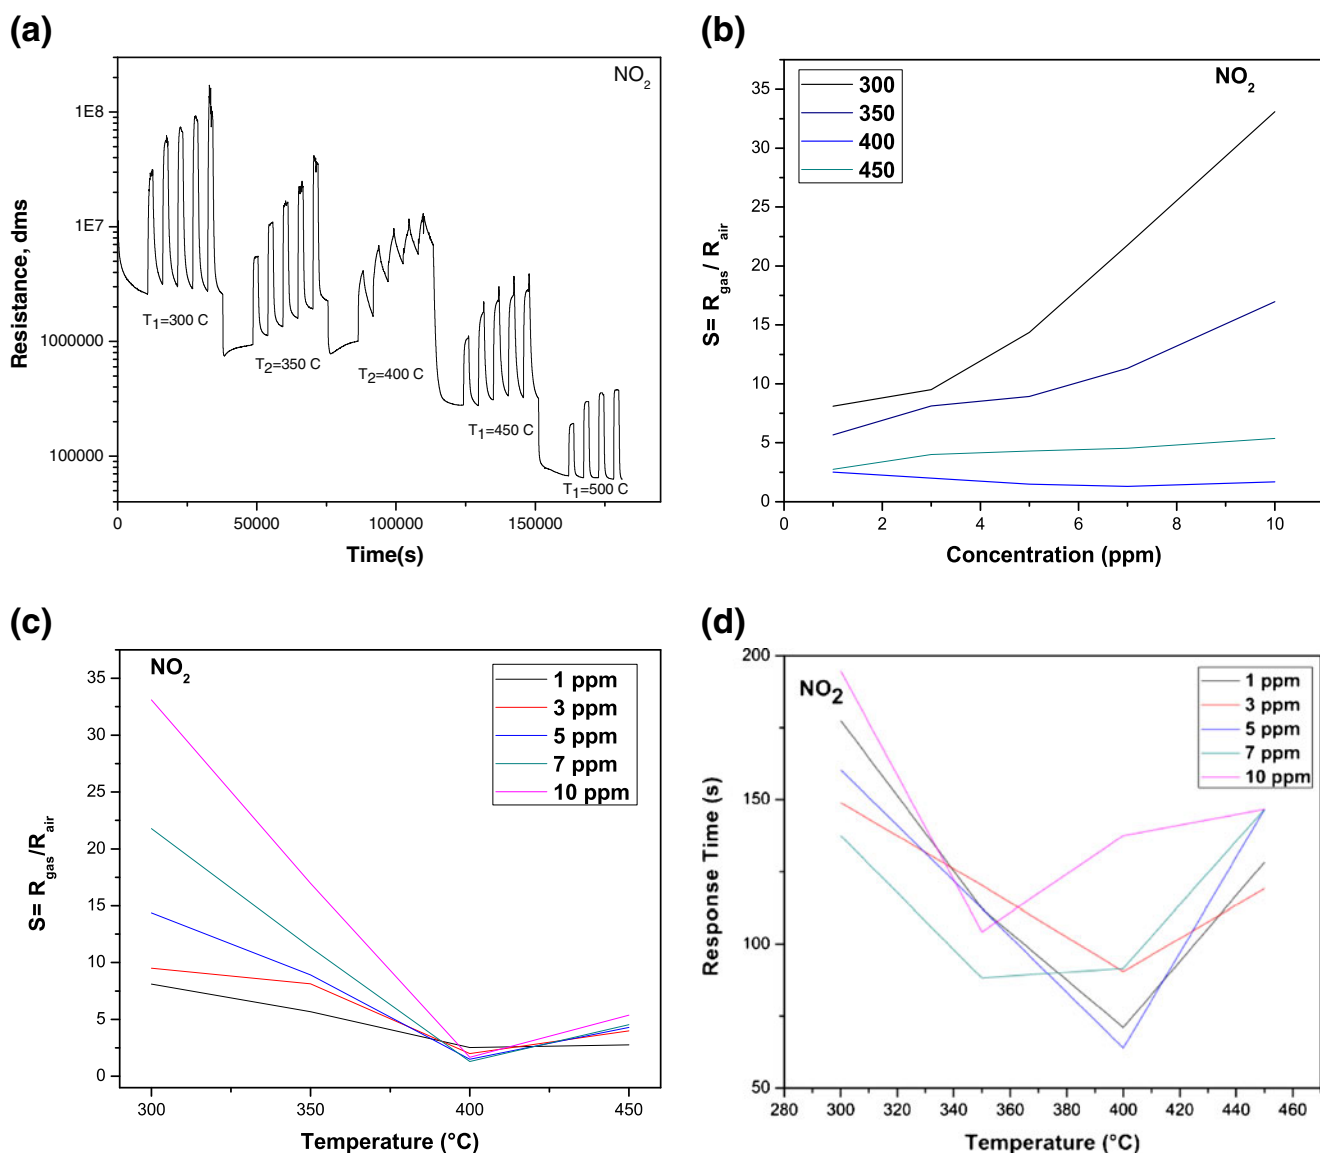 (a)
NO2
1E8
1E7
1000000
100000
Resistance, dms
T1=300 C
T2=350 C
T2=400 C
T1=450 C
T1=500 C
0
50000
100000
150000
Time(s)
(b)
NO2
300
350
400
450
35
30
25
20
15
10
5
0
S= Rgas/ Rair
0 2 4 6 8 10
Concentration (ppm)
(c)
NO2
1 ppm
3 ppm
5 ppm
7 ppm
10 ppm
35
30
25
20
15
10
5
0
S= Rgas/Rair
300 350 400 450
Temperature (°C)
(d)
NO2
1 ppm
3 ppm
5 ppm
7 ppm
10 ppm
200
150
100
50
Response Time (s)
280 300 320 340 360 380 400 420 440 460
Temperature (°C)